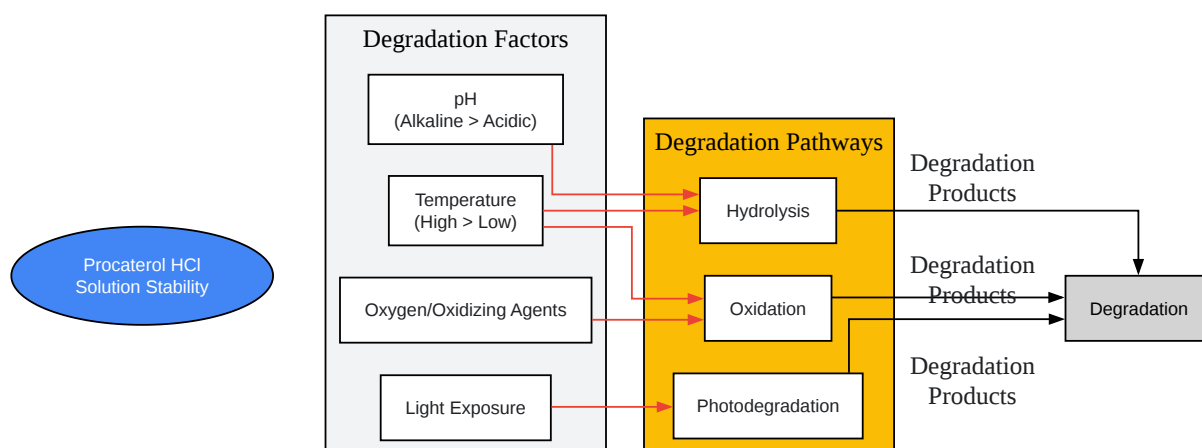 Procaterol HCl
Solution Stability
Degradation Factors
pH
(Alkaline > Acidic)
Temperature
(High > Low)
Oxygen/Oxidizing Agents
Light Exposure
Degradation Pathways
Hydrolysis
Oxidation
Photodegradation
Degradation
Products
Degradation
Products
Degradation
Products
Degradation